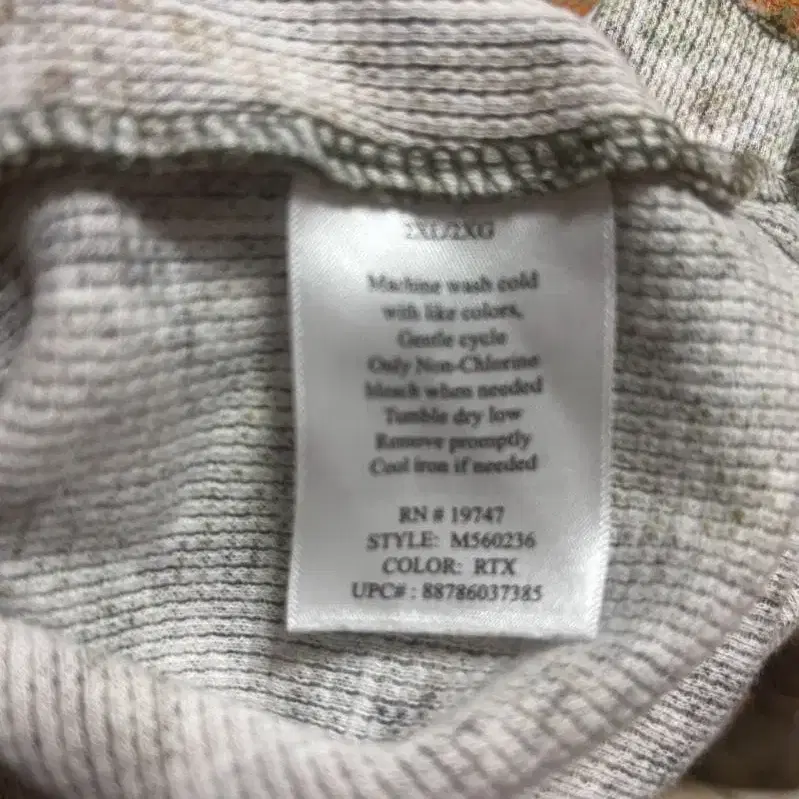 2XL/2XG
Machine wash cold
with like colors,
Gentle cycle
Only Non-Chlorine
bleach when needed
Tumble dry low
Remove promptly
Cool iron if needed
RN # 19747
STYLE: M560236
COLOR: RTX
UPC# : 88786037385